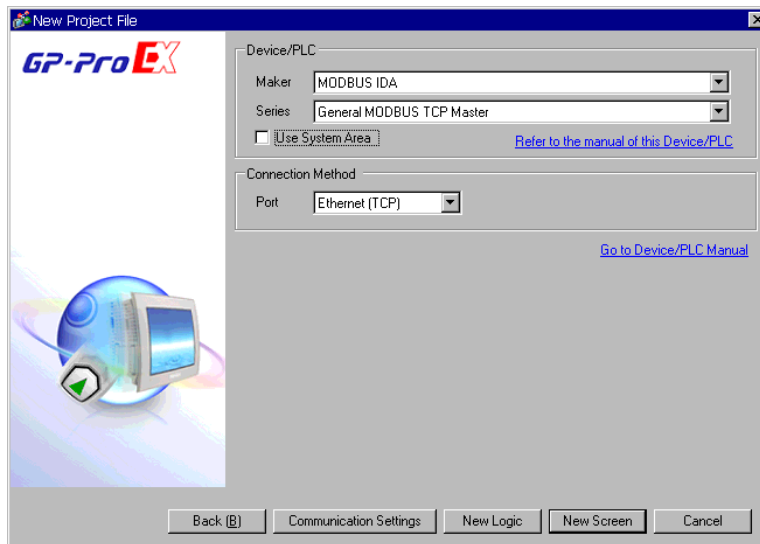 New Project File
GP-Pro EX
Device/PLC
Maker MODBUS IDA
Series General MODBUS TCP Master
Use System Area Refer to the manual of this Device/PLC
Connection Method
Port Ethernet (TCP)
Go to Device/PLC Manual
Back (B) Communication Settings New Logic New Screen Cancel